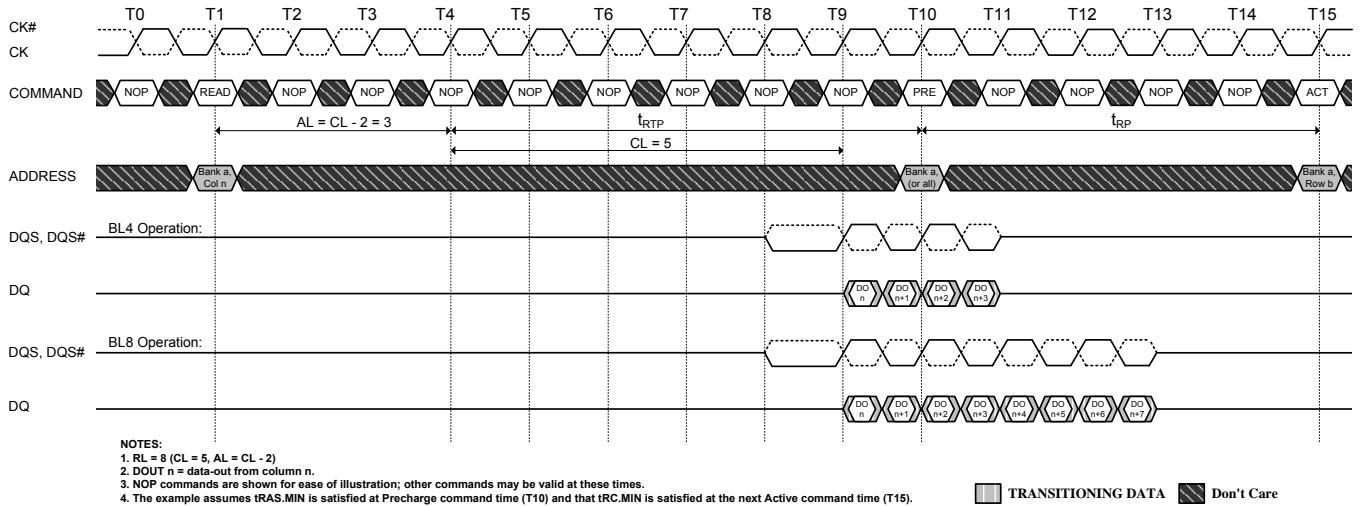 T0 T1 T2 T3 T4 T5 T6 T7 T8 T9 T10 T11 T12 T13 T14 T15
CK#
CK
COMMAND NOP READ NOP NOP NOP NOP NOP NOP NOP NOP PRE NOP NOP NOP NOP ACT
AL = CL - 2 = 3 tRTP tRP
CL = 5
ADDRESS Bank a, Col n Bank a, (or all) Bank a, Row b
BL4 Operation:
DQS, DQS#
DQ DO n DO n+1 DO n+2 DO n+3
BL8 Operation:
DQS, DQS#
DQ DO n DO n+1 DO n+2 DO n+3 DO n+4 DO n+5 DO n+6 DO n+7
NOTES:
1. RL = 8 (CL = 5, AL = CL - 2)
2. DOUT n = data-out from column n.
3. NOP commands are shown for ease of illustration; other commands may be valid at these times.
4. The example assumes tRAS.MIN is satisfied at Precharge command time (T10) and that tRC.MIN is satisfied at the next Active command time (T15).
TRANSITIONING DATA Don't Care